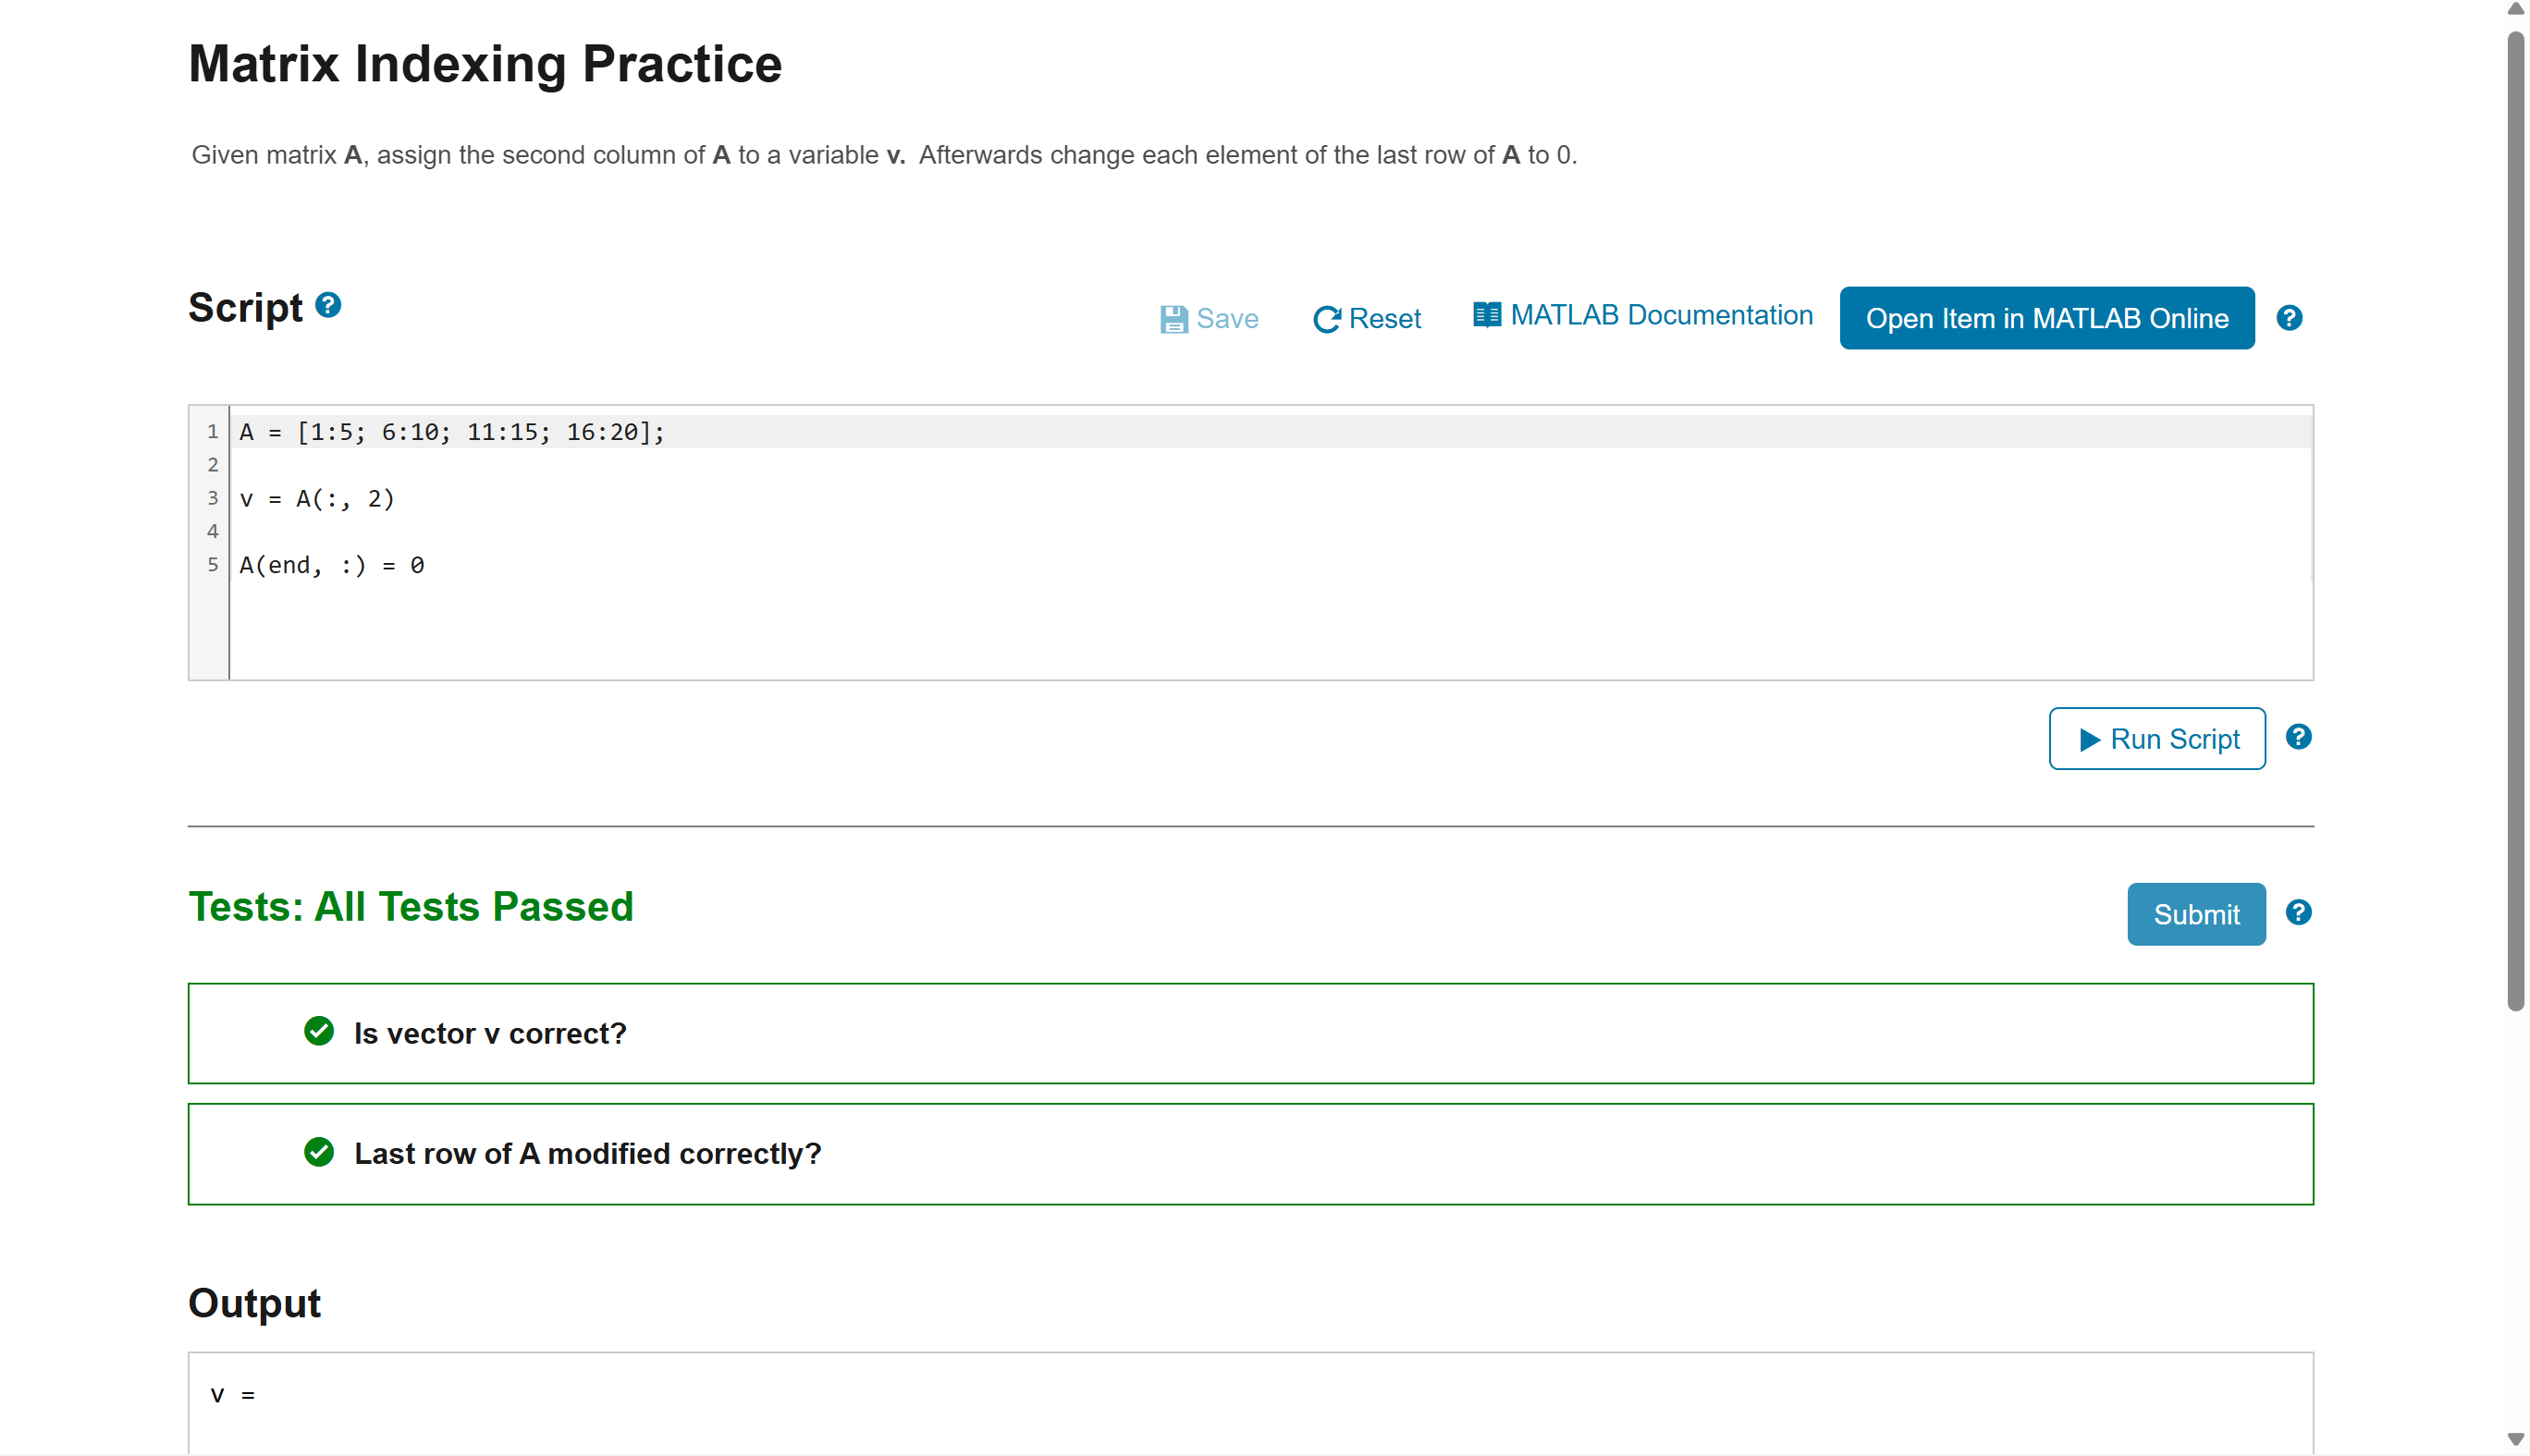 Matrix Indexing Practice
Given matrix A, assign the second column of A to a variable v.  Afterwards change each element of the last row of A to 0.
Script ?
Save Reset MATLAB Documentation Open Item in MATLAB Online ?
1 A = [1:5; 6:10; 11:15; 16:20];
2
3 v = A(:, 2)
4
5 A(end, :) = 0
Run Script ?
Tests: All Tests Passed
Submit ?
Is vector v correct?
Last row of A modified correctly?
Output
v =